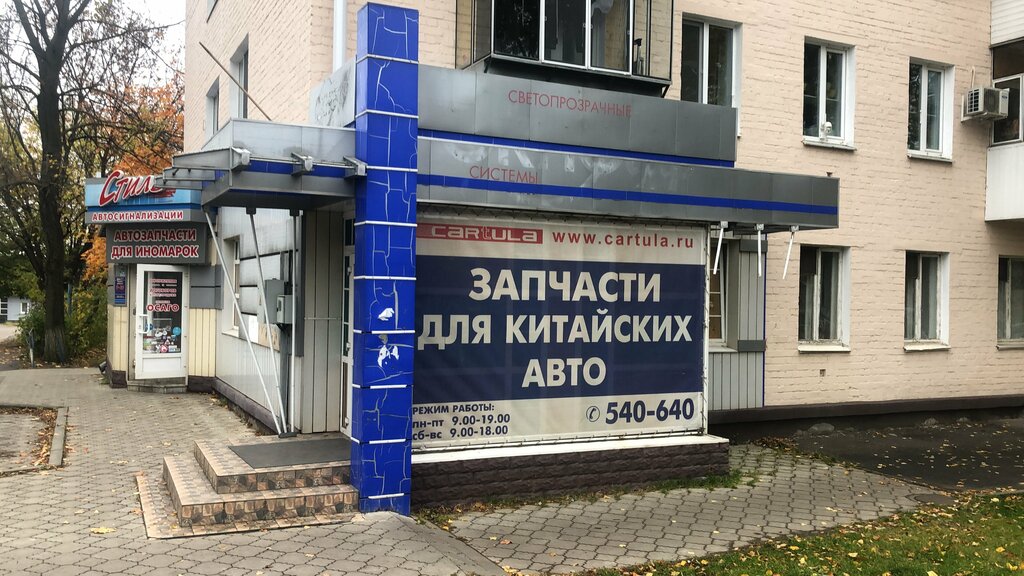 СВЕТОПРОЗРАЧНЫЕ
СИСТЕМЫ
Стиль
АВТОСИГНАЛИЗАЦИИ
АВТОЗАПЧАСТИ
ДЛЯ ИНОМАРОК
ОСАГО
CARTULA www.cartula.ru
ЗАПЧАСТИ
ДЛЯ КИТАЙСКИХ
АВТО
РЕЖИМ РАБОТЫ:
ПН-ПТ 9.00-19.00
СБ-ВС 9.00-18.00
540-640